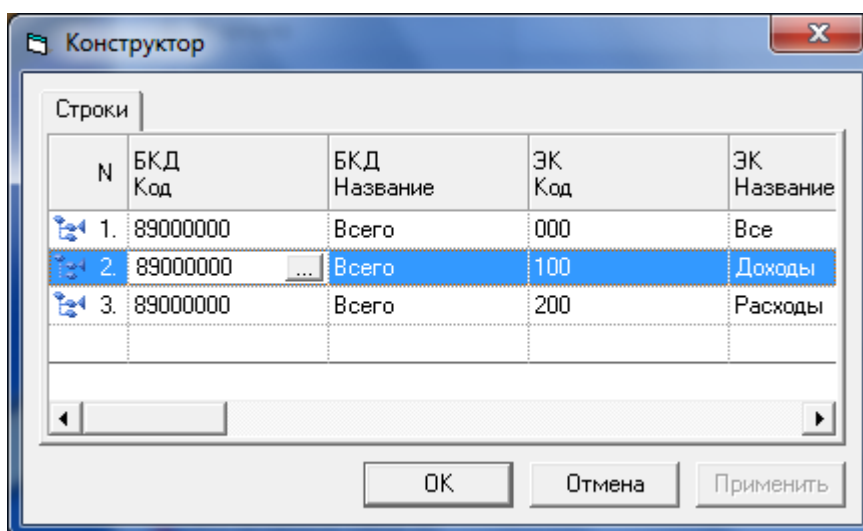 Конструктор
Строки
N БКД Код БКД Название ЭК Код ЭК Название
1. 89000000 Всего 000 Все
2. 89000000 ... Всего 100 Доходы
3. 89000000 Всего 200 Расходы
OK Отмена Применить